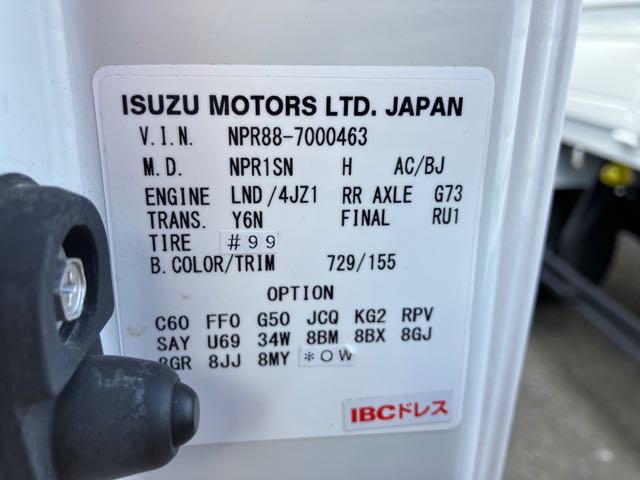 ISUZU MOTORS LTD. JAPAN
V.I.N. NPR88-7000463
M.D. NPR1SN H AC/BJ
ENGINE LND/4JZ1 RR AXLE G73
TRANS. Y6N FINAL RU1
TIRE #99
B.COLOR/TRIM 729/155
OPTION
C60 FF0 G50 JCQ KG2 RPV
SAY U69 34W 8BM 8BX 8GJ
8GR 8JJ 8MY *0W
IBCドレス